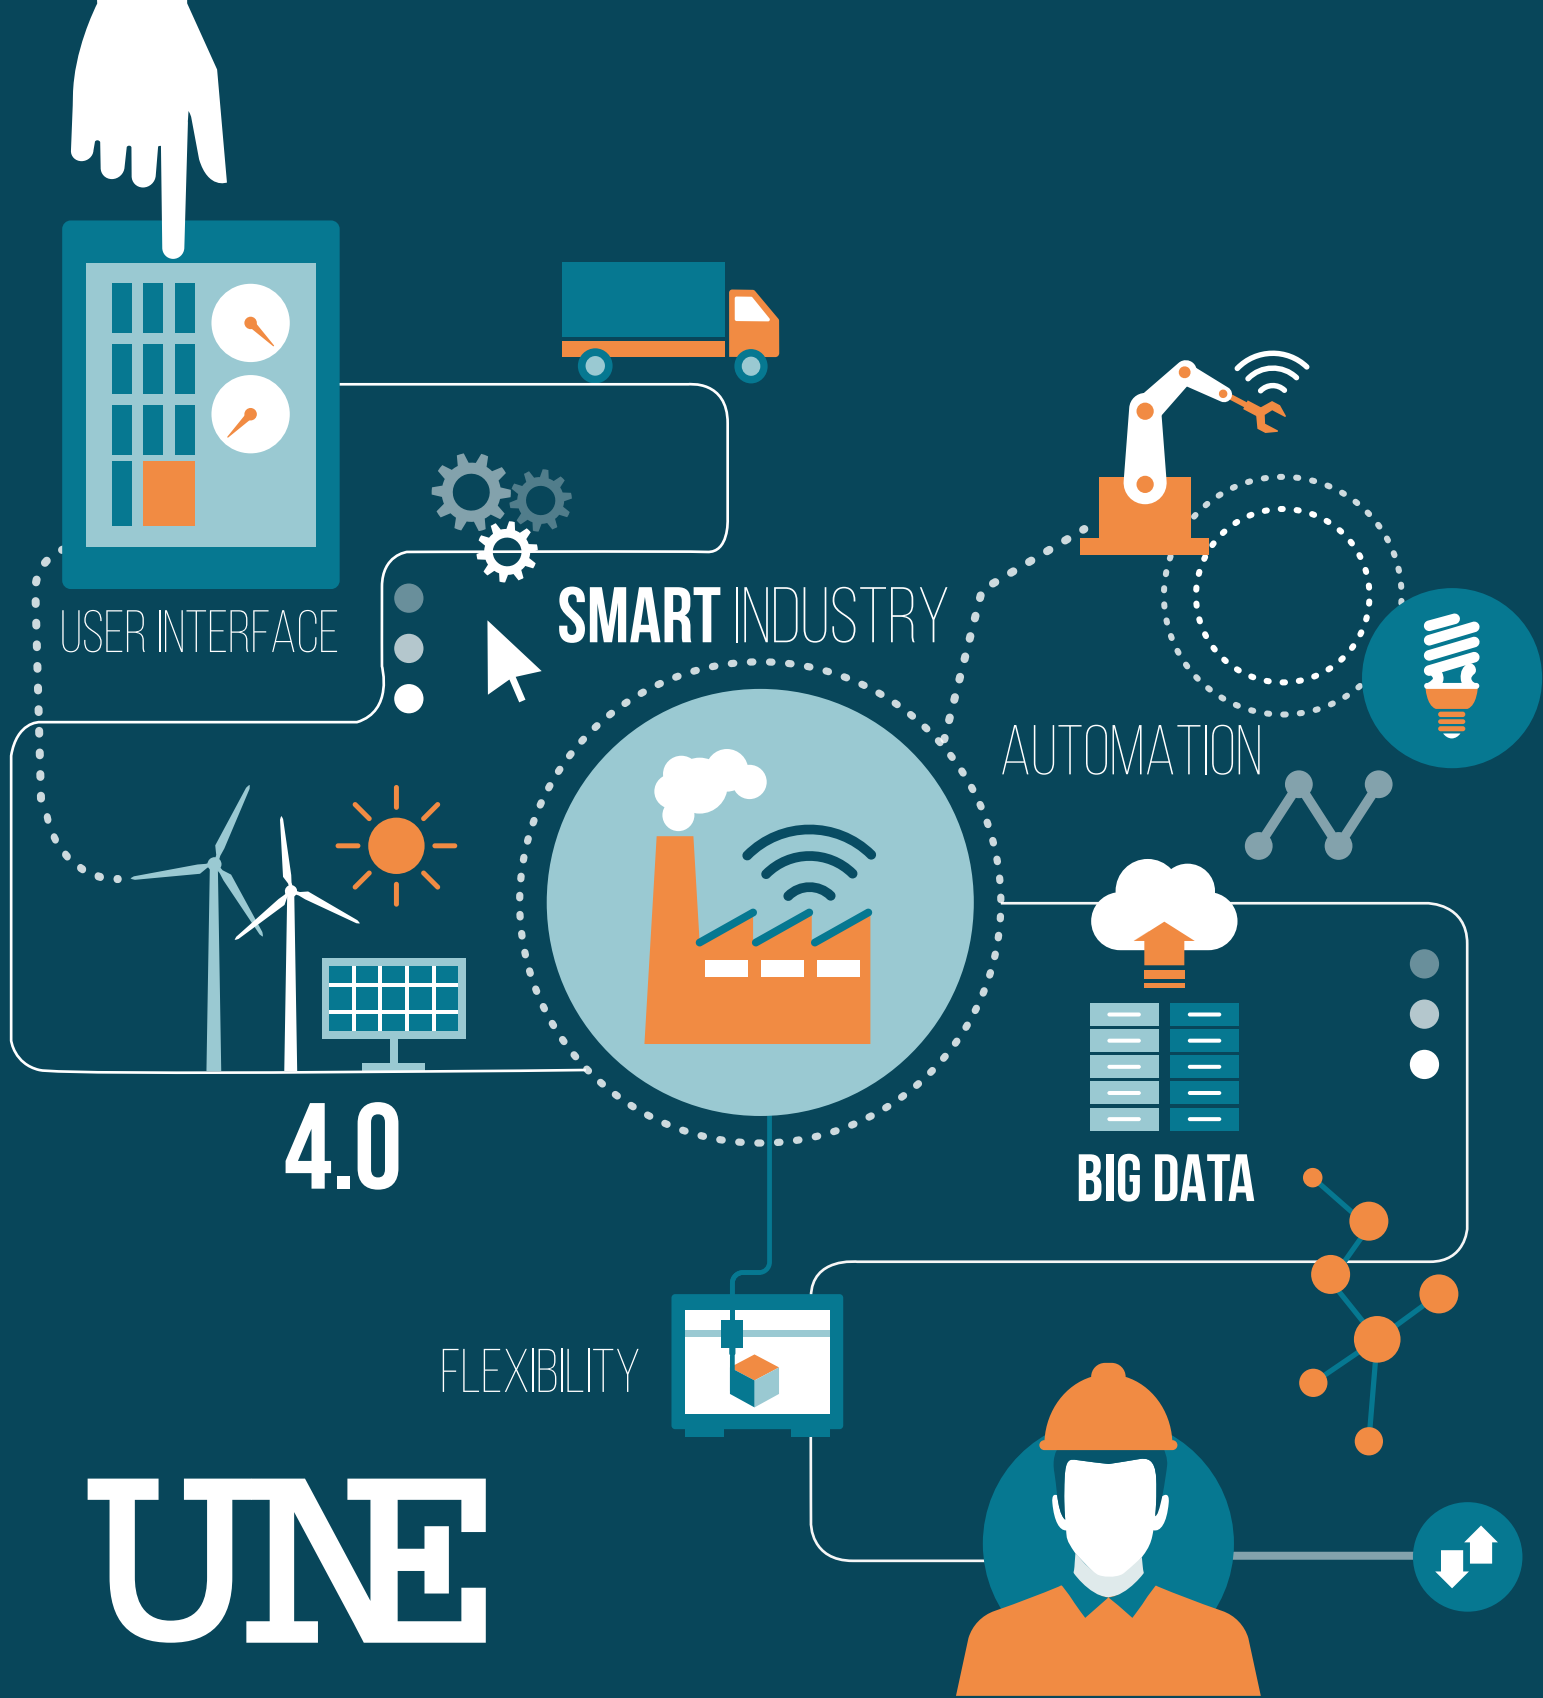 USER INTERFACE
SMART INDUSTRY
AUTOMATION
4.0
BIG DATA
FLEXIBILITY
UNE